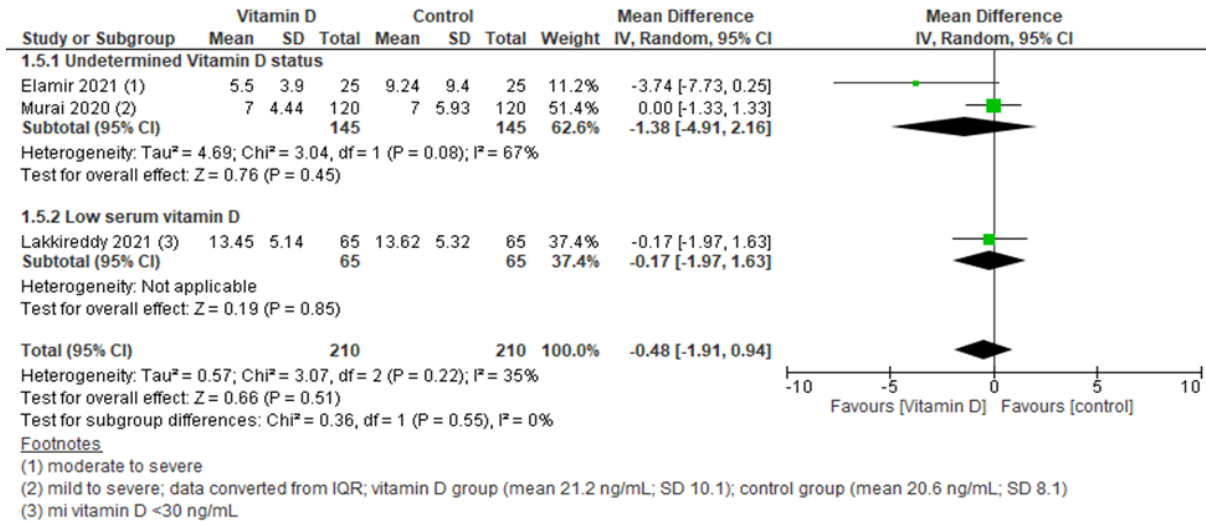 Vitamin D Control Mean Difference Mean Difference
Study or Subgroup Mean SD Total Mean SD Total Weight IV, Random, 95% CI IV, Random, 95% CI
1.5.1 Undetermined Vitamin D status
Elamir 2021 (1) 5.5 3.9 25 9.24 9.4 25 11.2% -3.74 [-7.73, 0.25]
Murai 2020 (2) 7 4.44 120 7 5.93 120 51.4% 0.00 [-1.33, 1.33]
Subtotal (95% CI) 145 145 62.6% -1.38 [-4.91, 2.16]
Heterogeneity: Tau² = 4.69; Chi² = 3.04, df = 1 (P = 0.08); I² = 67%
Test for overall effect: Z = 0.76 (P = 0.45)
1.5.2 Low serum vitamin D
Lakkireddy 2021 (3) 13.45 5.14 65 13.62 5.32 65 37.4% -0.17 [-1.97, 1.63]
Subtotal (95% CI) 65 65 37.4% -0.17 [-1.97, 1.63]
Heterogeneity: Not applicable
Test for overall effect: Z = 0.19 (P = 0.85)
Total (95% CI) 210 210 100.0% -0.48 [-1.91, 0.94]
Heterogeneity: Tau² = 0.57; Chi² = 3.07, df = 2 (P = 0.22); I² = 35%
Test for overall effect: Z = 0.66 (P = 0.51)
Test for subgroup differences: Chi² = 0.36, df = 1 (P = 0.55), I² = 0%
-10 -5 0 5 10
Favours [Vitamin D] Favours [control]
Footnotes
(1) moderate to severe
(2) mild to severe; data converted from IQR; vitamin D group (mean 21.2 ng/mL; SD 10.1); control group (mean 20.6 ng/mL; SD 8.1)
(3) mi vitamin D <30 ng/mL